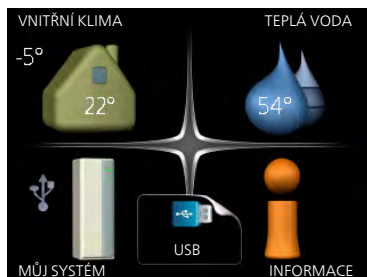 VNITŘNÍ KLIMA
TEPLÁ VODA
-5°
22°
54°
USB
MŮJ SYSTÉM
INFORMACE